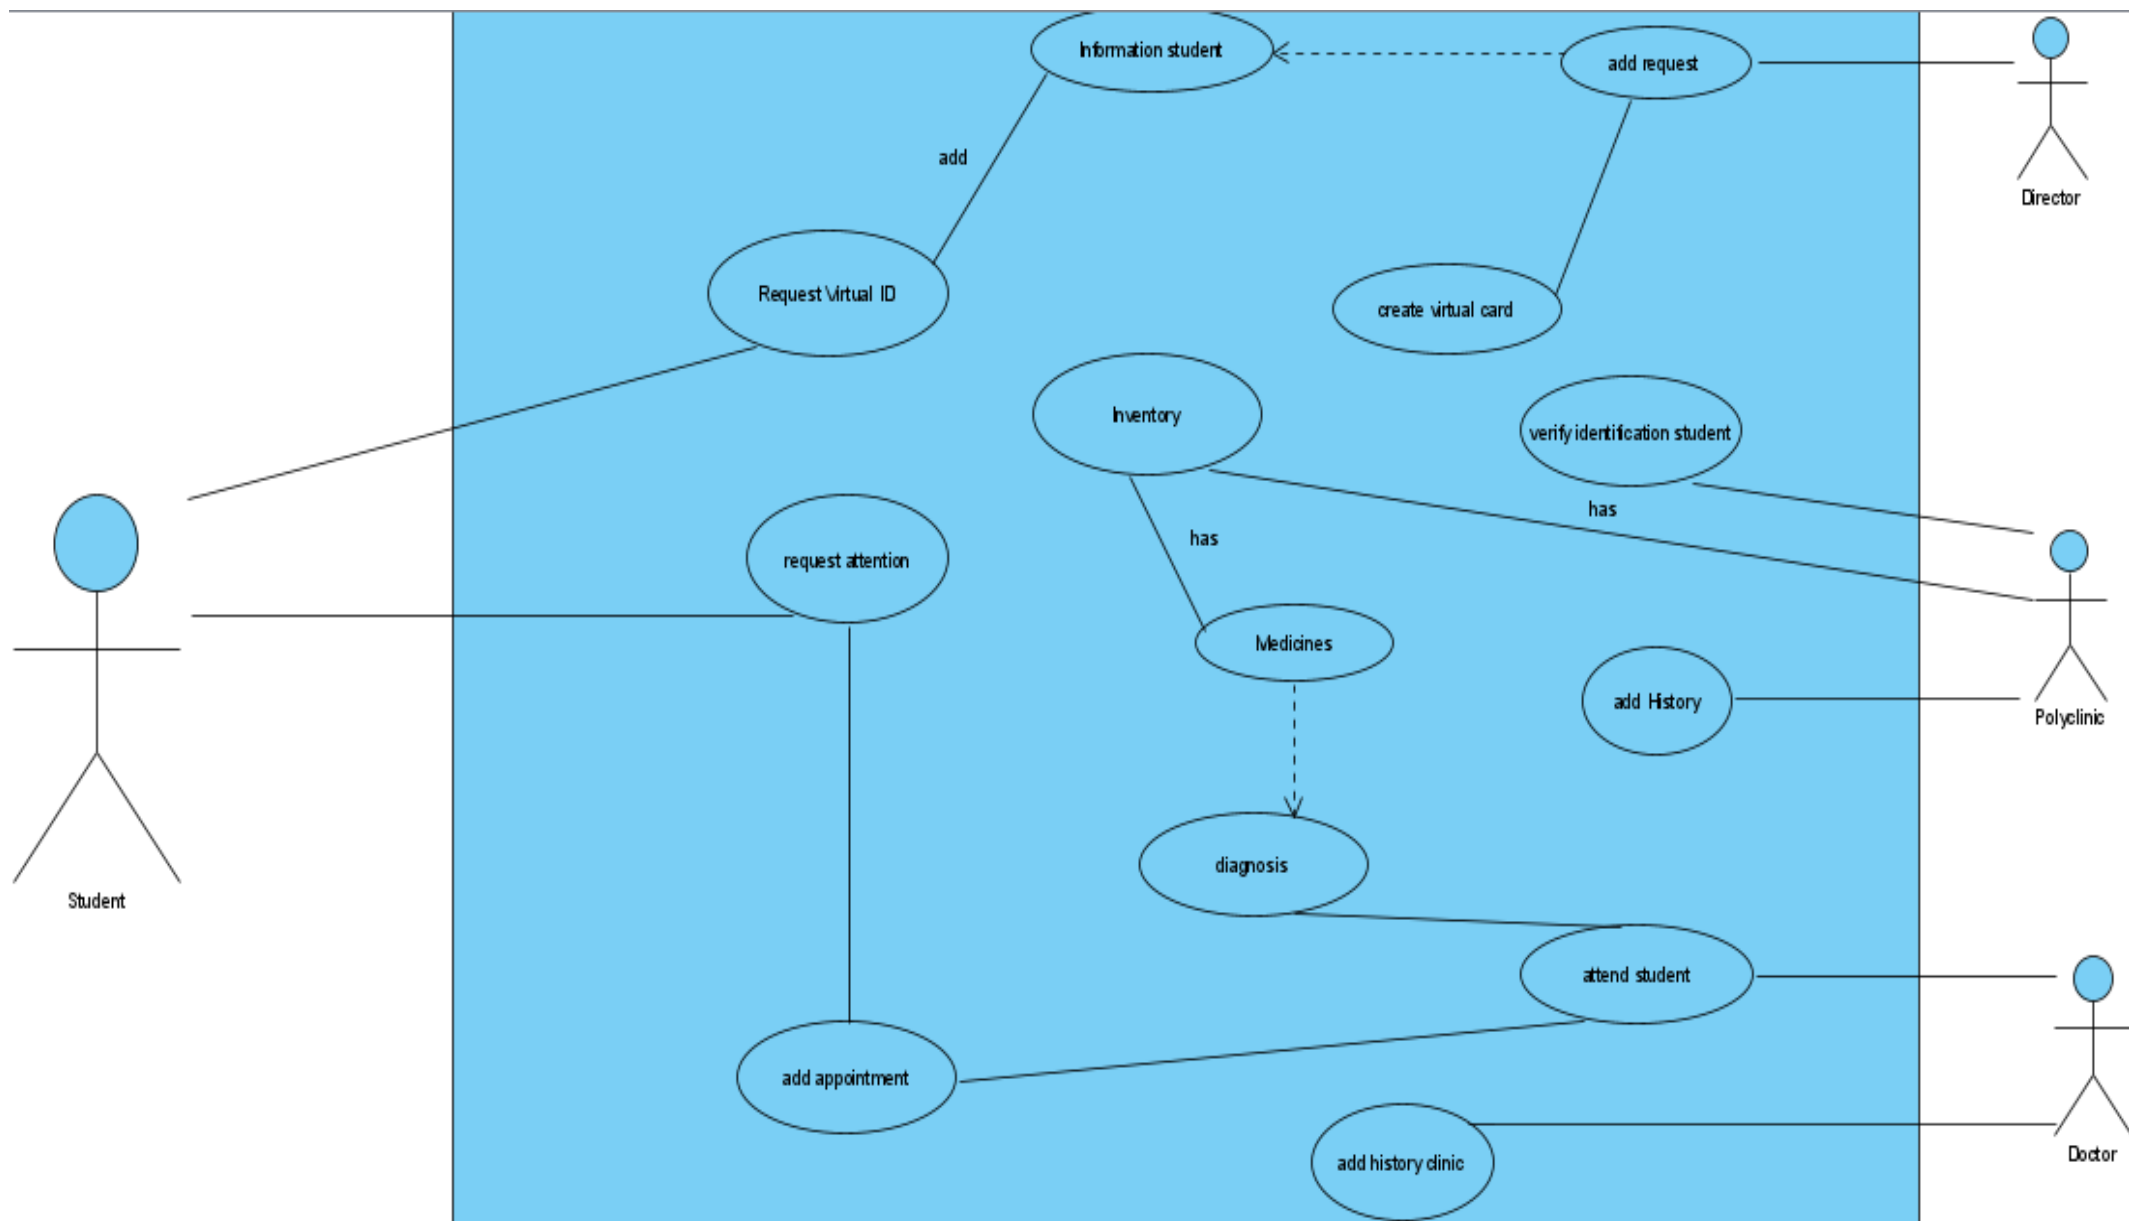 Information student
add request
add
Director
Request Virtual ID
create virtual card
Inventory
verify identification student
has
has
request attention
Medicines
add History
Polyclinic
diagnosis
Student
attend student
add appointment
add history clinic
Doctor